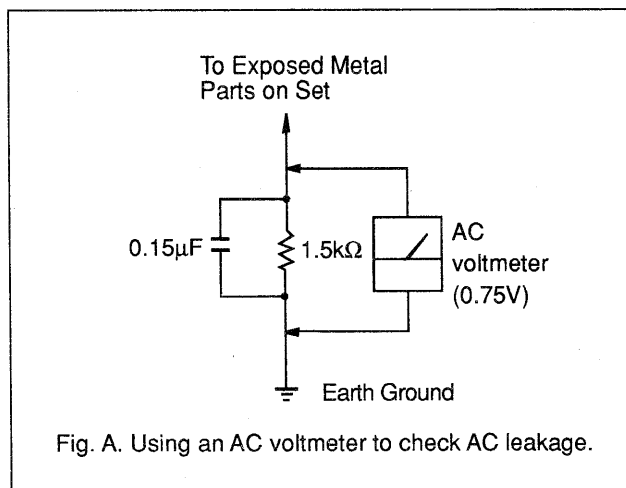 To Exposed Metal
Parts on Set
0.15µF
1.5kΩ
AC
voltmeter
(0.75V)
Earth Ground
Fig. A. Using an AC voltmeter to check AC leakage.